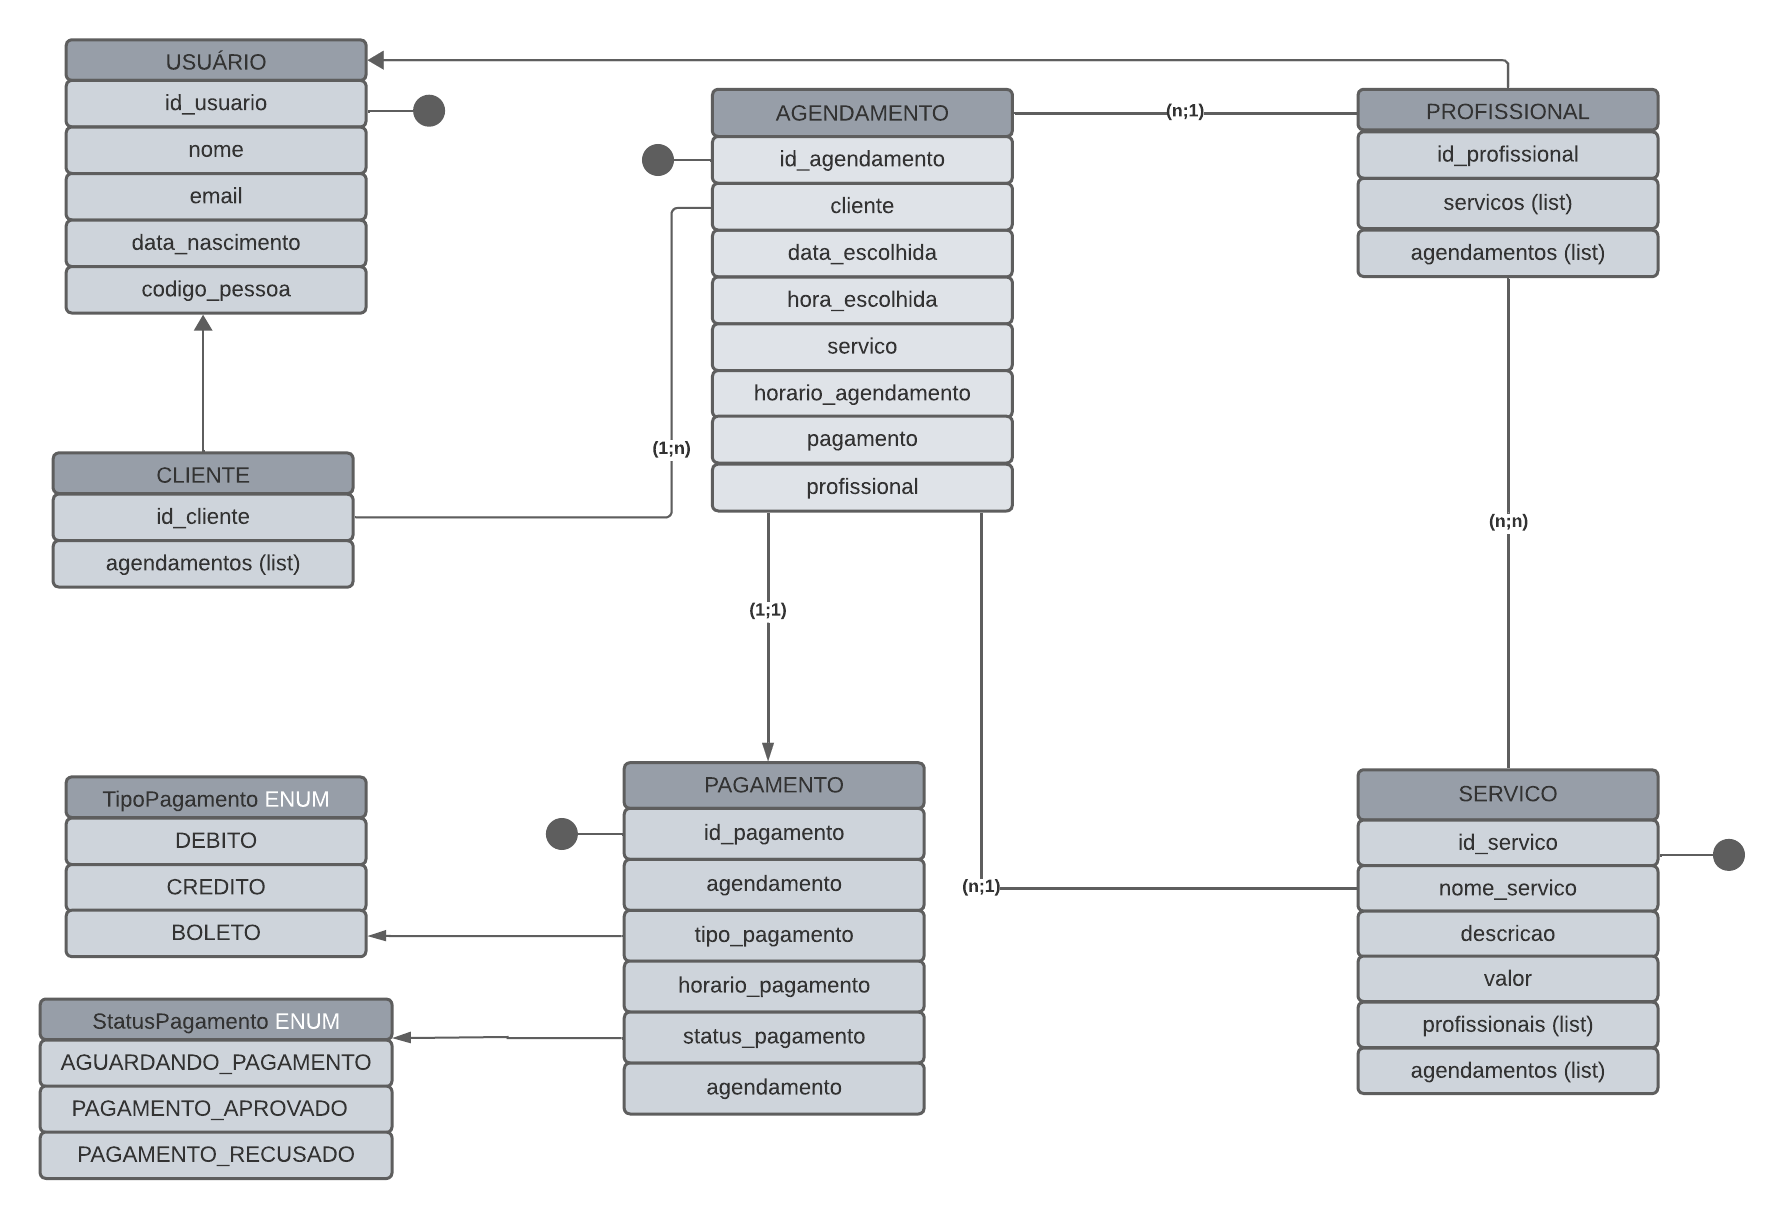 USUÁRIO
id_usuario
nome
email
data_nascimento
codigo_pessoa
CLIENTE
id_cliente
agendamentos (list)
(1;n)
AGENDAMENTO
id_agendamento
cliente
data_escolhida
hora_escolhida
servico
horario_agendamento
pagamento
profissional
(n;1)
PROFISSIONAL
id_profissional
servicos (list)
agendamentos (list)
(n;n)
(1;1)
(n;1)
TipoPagamento ENUM
DEBITO
CREDITO
BOLETO
StatusPagamento ENUM
AGUARDANDO_PAGAMENTO
PAGAMENTO_APROVADO
PAGAMENTO_RECUSADO
PAGAMENTO
id_pagamento
agendamento
tipo_pagamento
horario_pagamento
status_pagamento
agendamento
SERVICO
id_servico
nome_servico
descricao
valor
profissionais (list)
agendamentos (list)